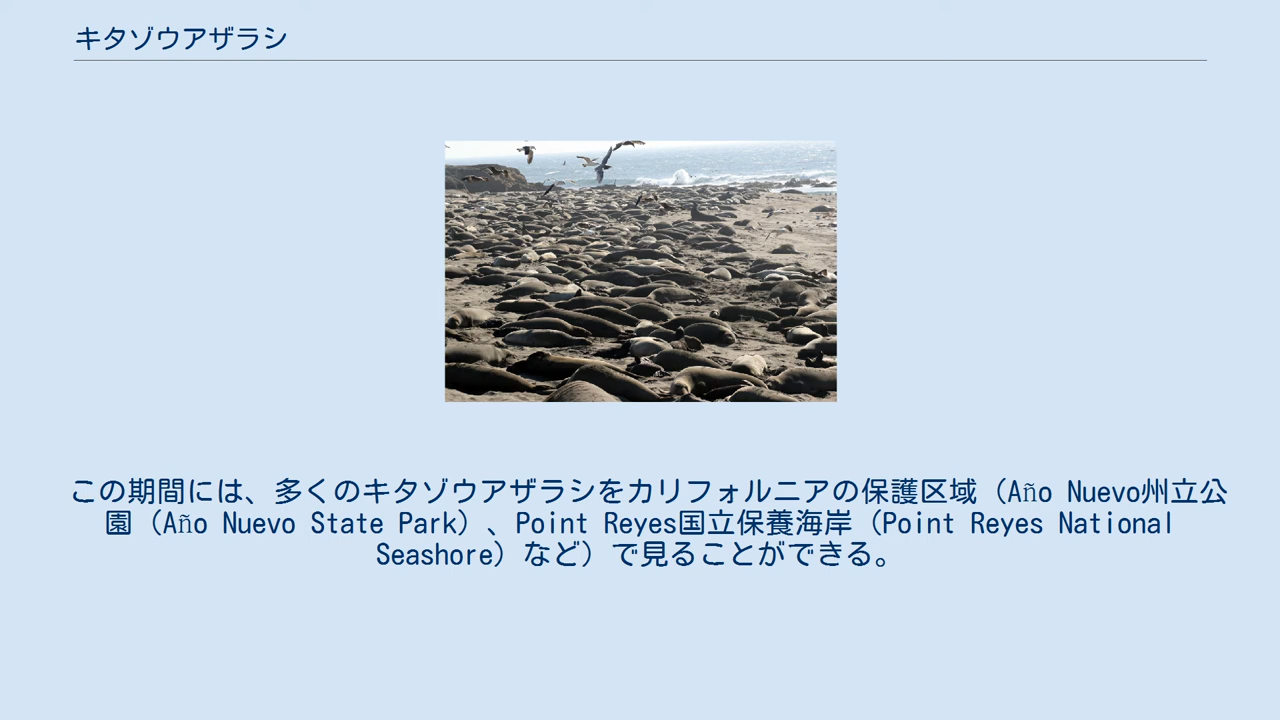 キタゾウアザラシ
この期間には、多くのキタゾウアザラシをカリフォルニアの保護区域（Año Nuevo州立公
園（Año Nuevo State Park）、Point Reyes国立保養海岸（Point Reyes National
Seashore）など）で見ることができる。